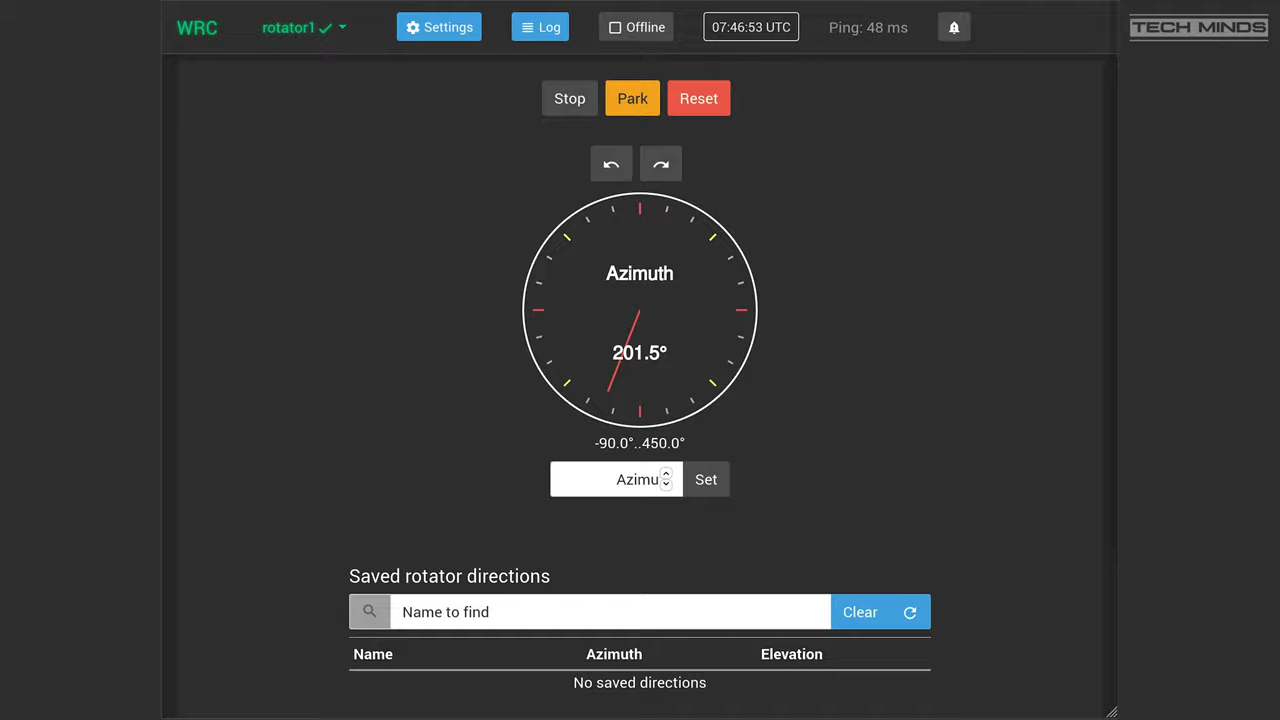 WRC rotator1 Settings Log Offline 07:46:53 UTC Ping: 48 ms
TECH MINDS
Stop Park Reset
Azimuth
201.5°
-90.0°..450.0°
Azimu Set
Saved rotator directions
Name to find Clear
Name Azimuth Elevation
No saved directions